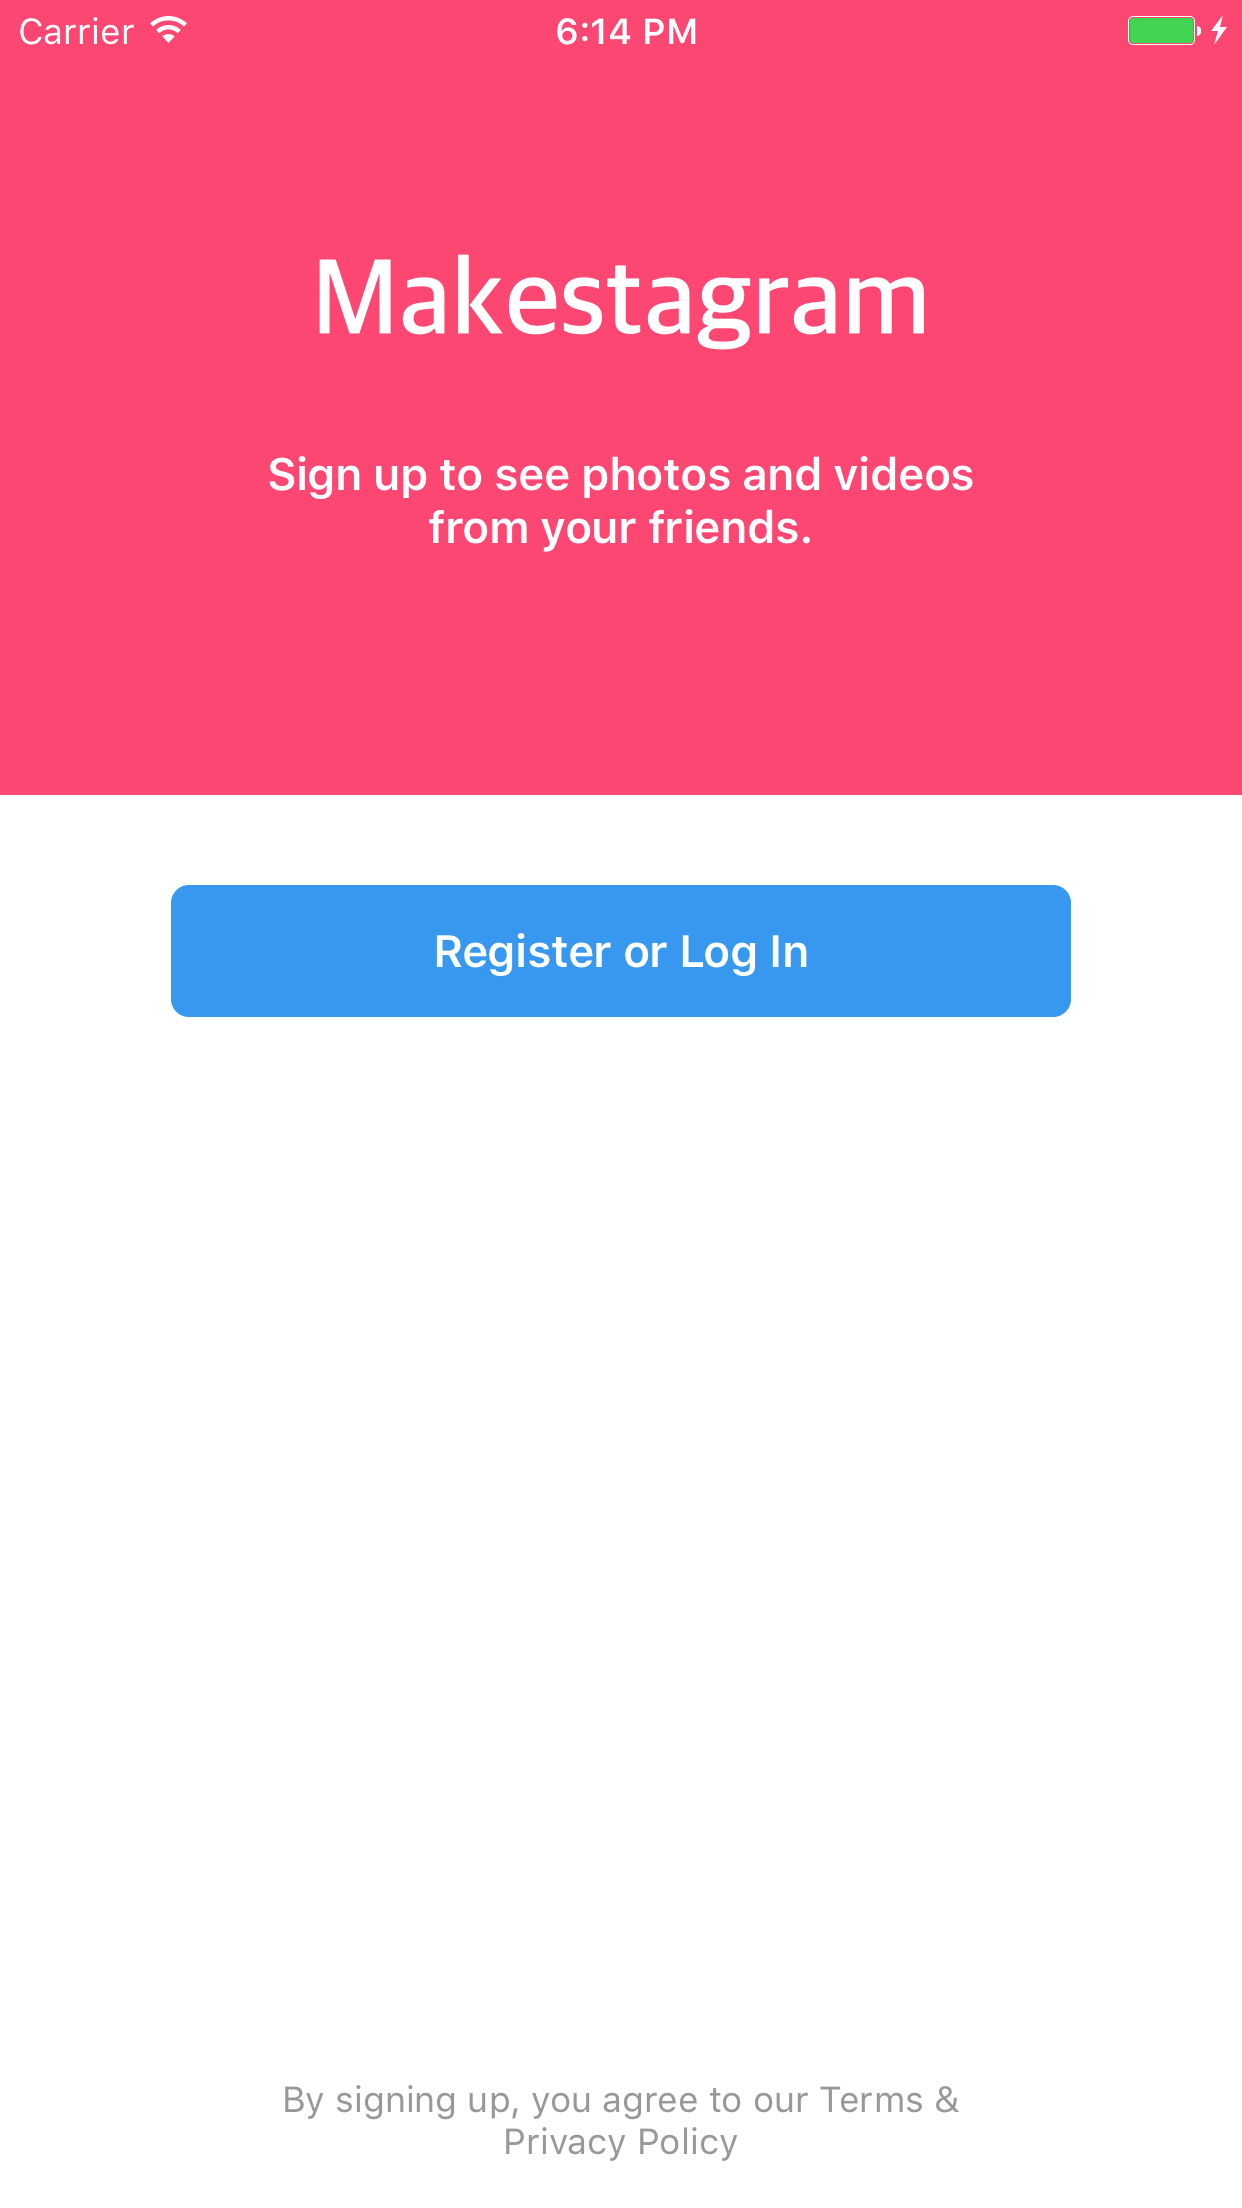 Carrier
6:14 PM
Makestagram
Sign up to see photos and videos
from your friends.
Register or Log In
By signing up, you agree to our Terms &
Privacy Policy